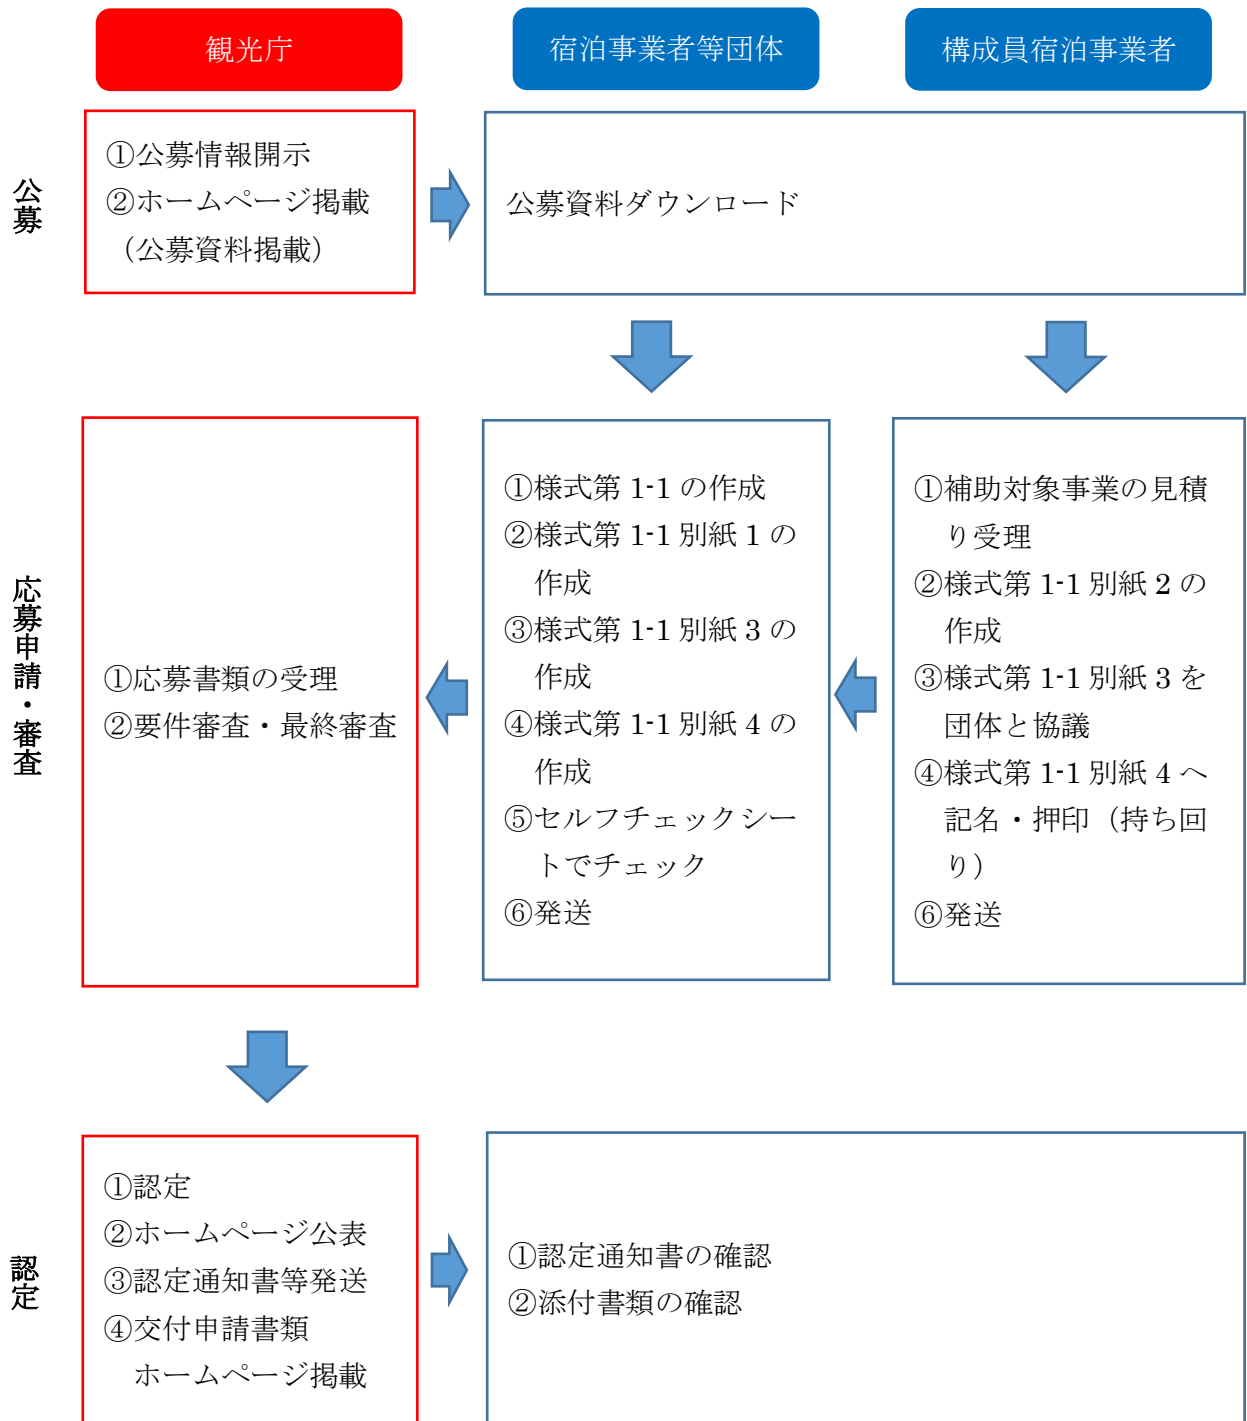 観光庁
宿泊事業者等団体
構成員宿泊事業者
公募
①公募情報開示
②ホームページ掲載
（公募資料掲載）
公募資料ダウンロード
応募申請・審査
①応募書類の受理
②要件審査・最終審査
①様式第 1-1 の作成
②様式第 1-1 別紙 1 の
作成
③様式第 1-1 別紙 3 の
作成
④様式第 1-1 別紙 4 の
作成
⑤セルフチェックシー
トでチェック
⑥発送
①補助対象事業の見積
り受理
②様式第 1-1 別紙 2 の
作成
③様式第 1-1 別紙 3 を
団体と協議
④様式第 1-1 別紙 4 へ
記名・押印（持ち回
り）
⑥発送
認定
①認定
②ホームページ公表
③認定通知書等発送
④交付申請書類
ホームページ掲載
①認定通知書の確認
②添付書類の確認